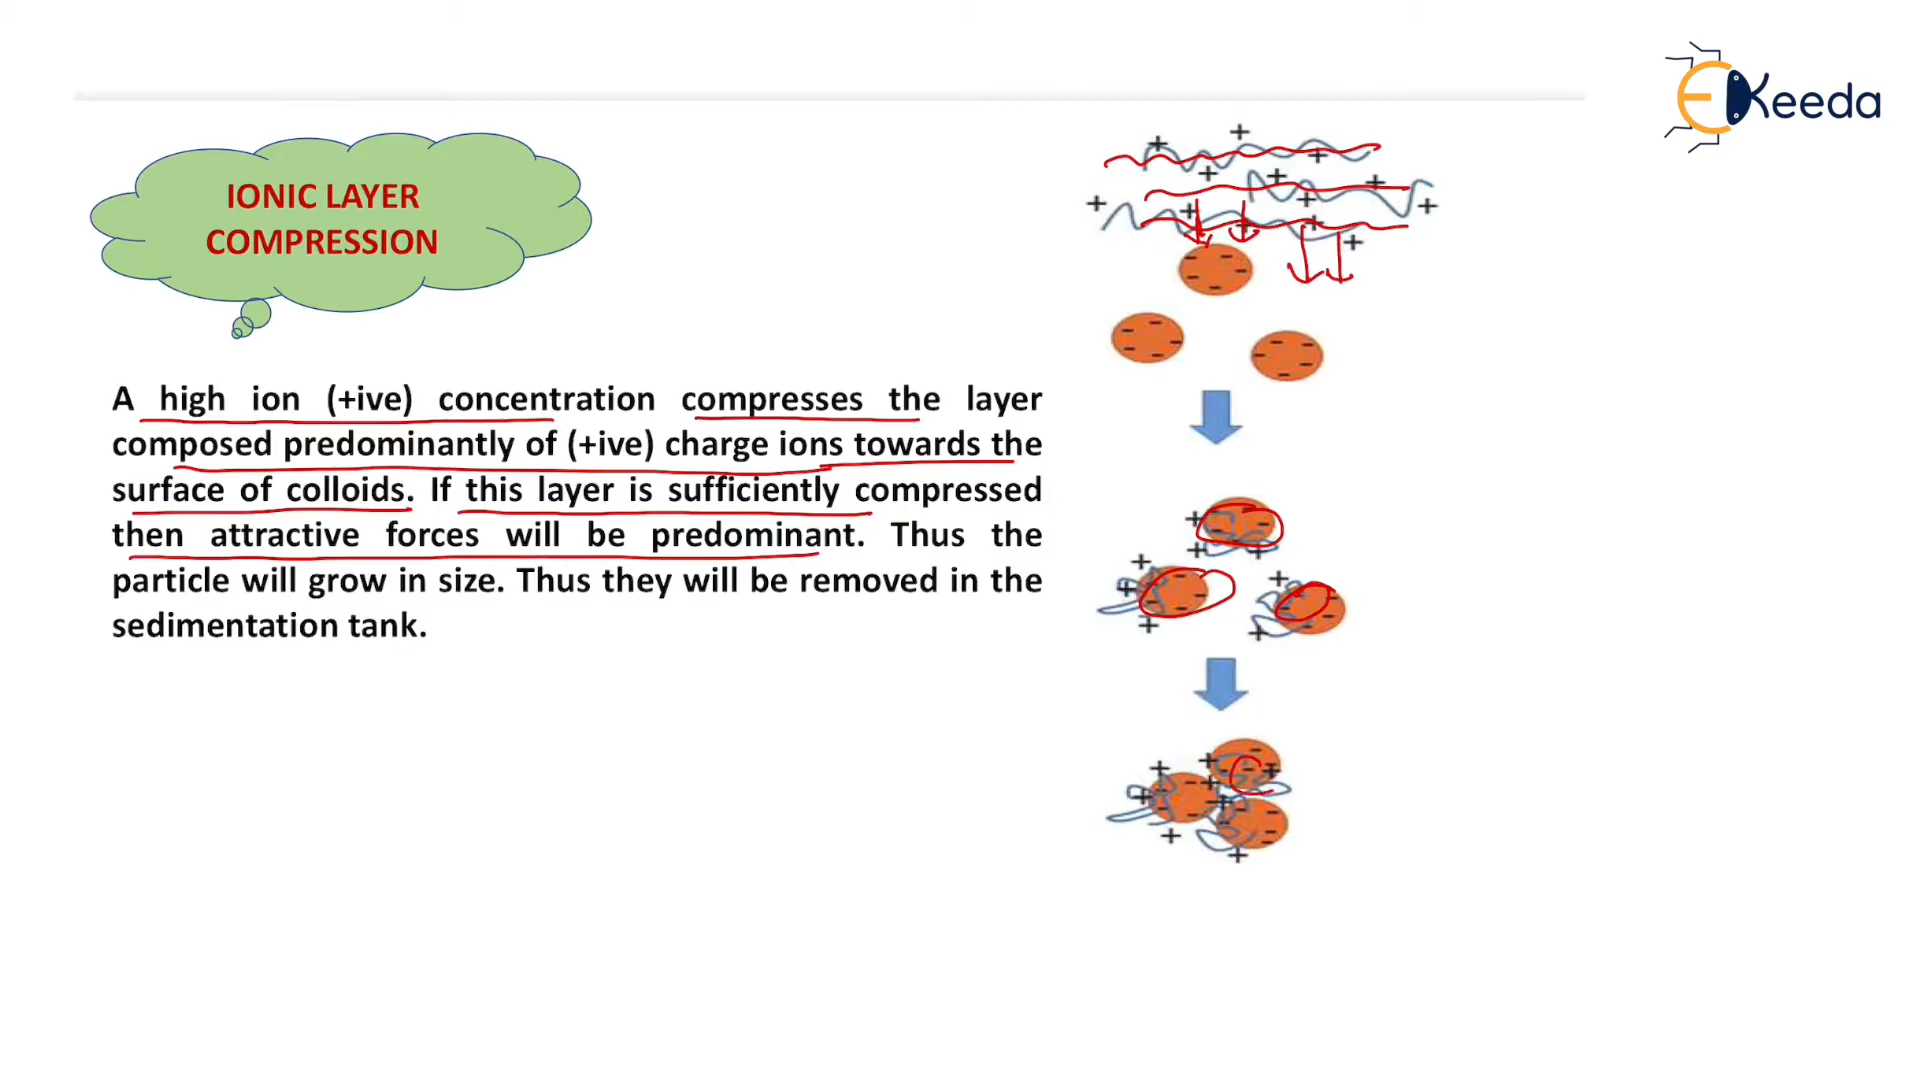 EKeeda
IONIC LAYER
COMPRESSION
A high ion (+ive) concentration compresses the layer
composed predominantly of (+ive) charge ions towards the
surface of colloids. If this layer is sufficiently compressed
then attractive forces will be predominant. Thus the
particle will grow in size. Thus they will be removed in the
sedimentation tank.